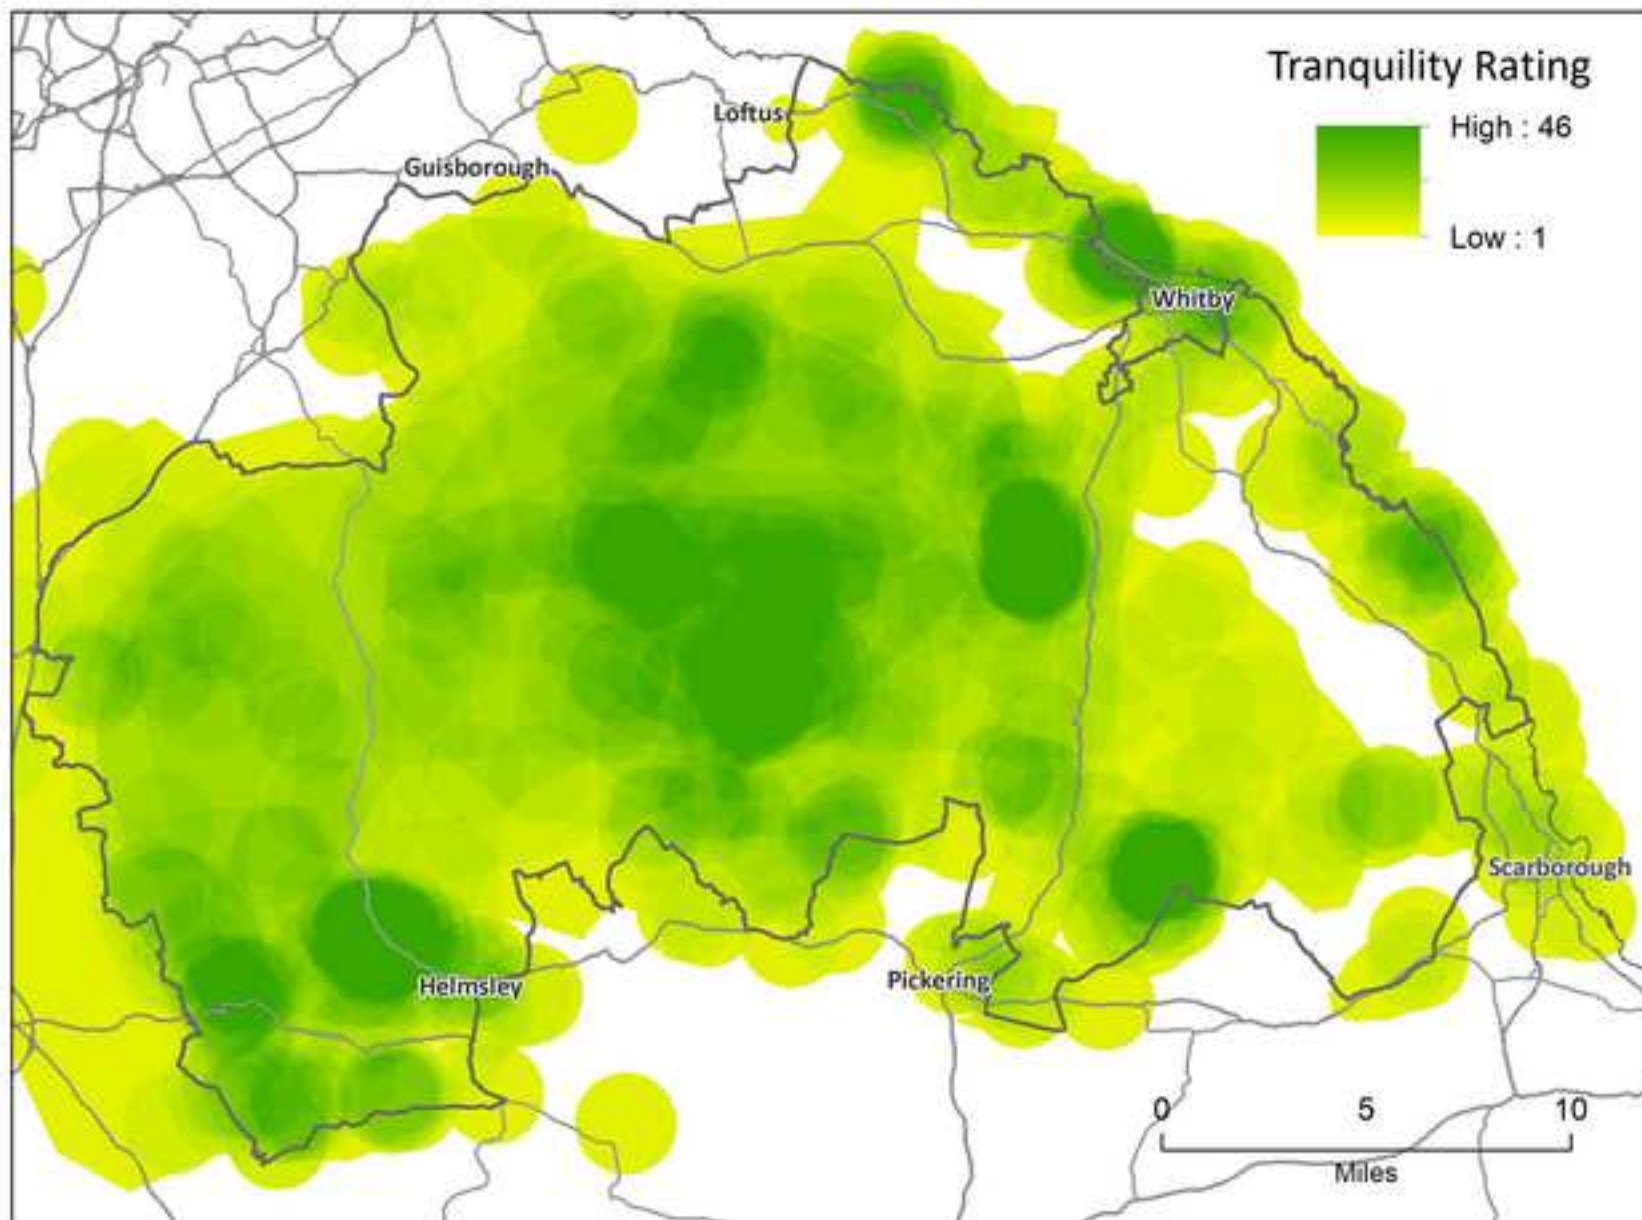 Tranquility Rating
High : 46
Low : 1
Loftus
Guisborough
Whitby
Scarborough
Helmsley
Pickering
0 5 10
Miles